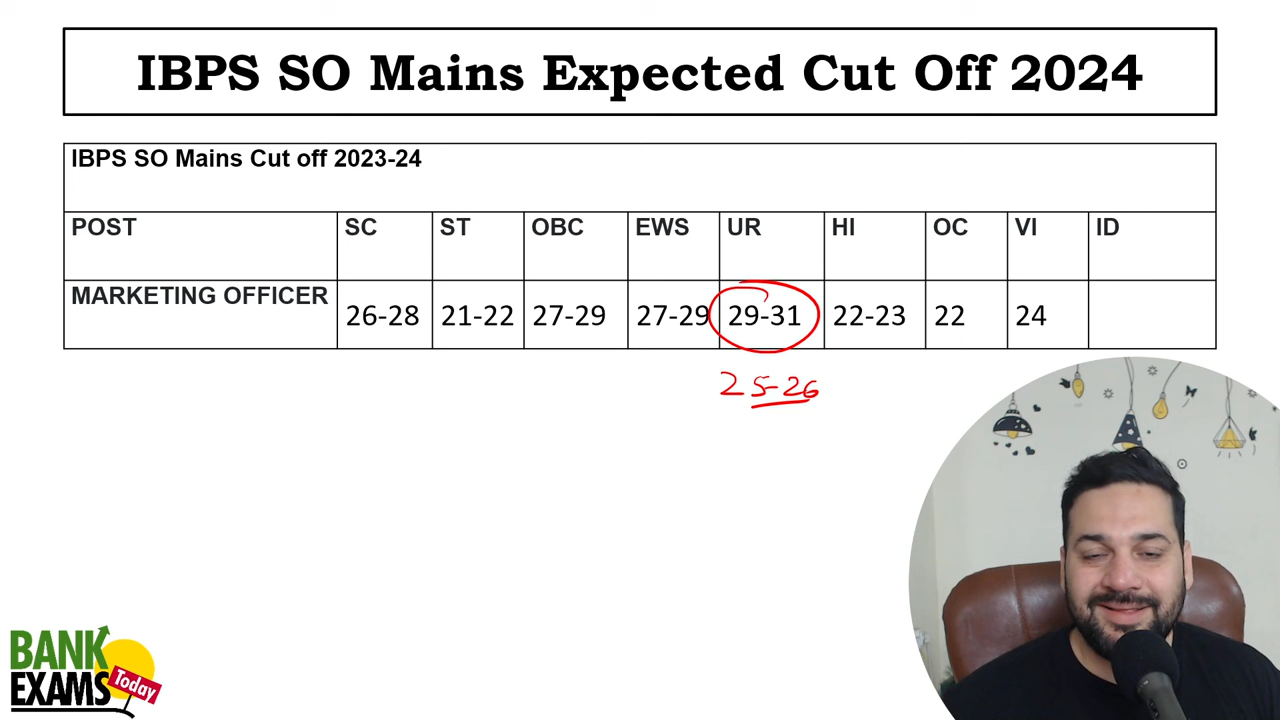 IBPS SO Mains Expected Cut Off 2024
IBPS SO Mains Cut off 2023-24
POST SC ST OBC EWS UR HI OC VI ID
MARKETING OFFICER 26-28 21-22 27-29 27-29 29-31 22-23 22 24
25-26
BANK
EXAMS
Today